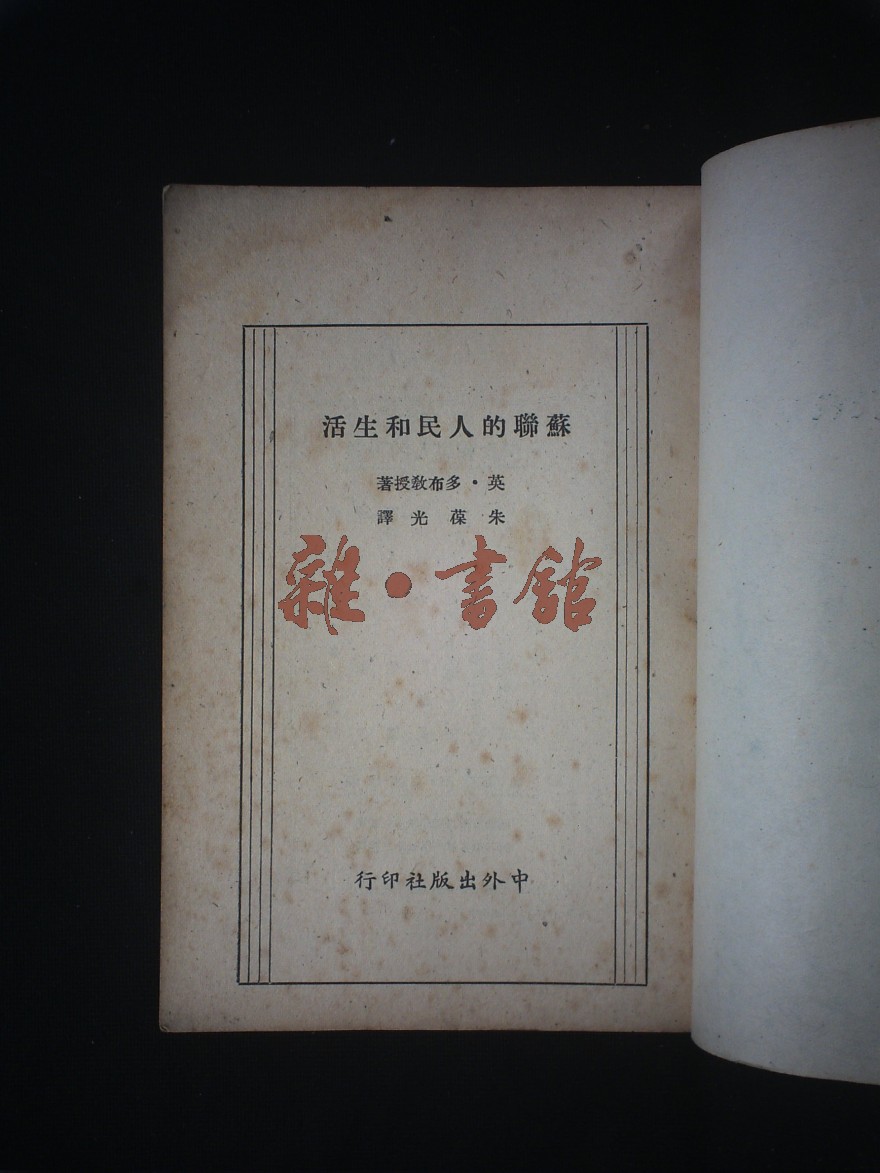 蘇聯的人民和生活
英·多布教授著
朱葆光譯
雜·書館
中外出版社印行